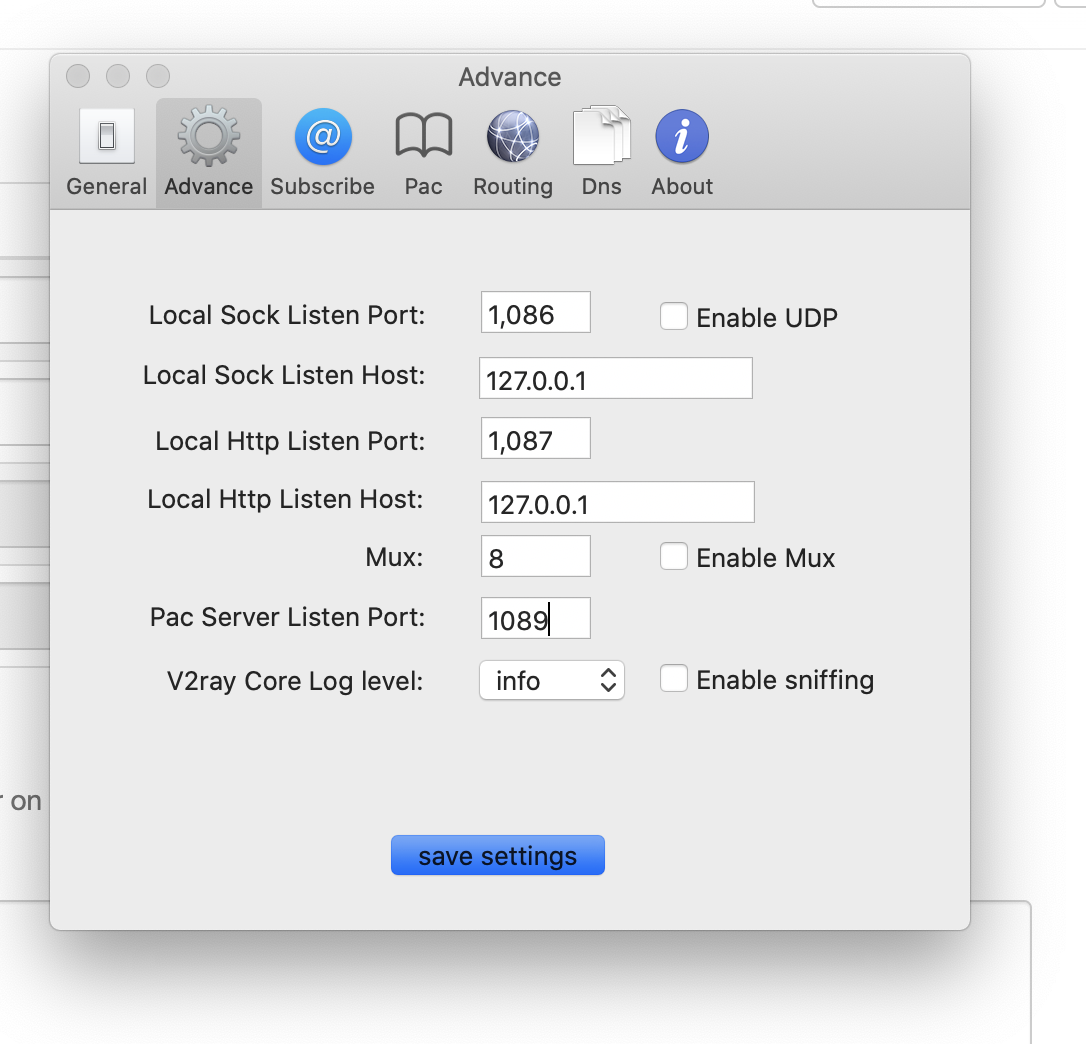 Advance
General Advance Subscribe Pac Routing Dns About
Local Sock Listen Port: 1,086 Enable UDP
Local Sock Listen Host: 127.0.0.1
Local Http Listen Port: 1,087
Local Http Listen Host: 127.0.0.1
Mux: 8 Enable Mux
Pac Server Listen Port: 1089
V2ray Core Log level: info Enable sniffing
on
save settings